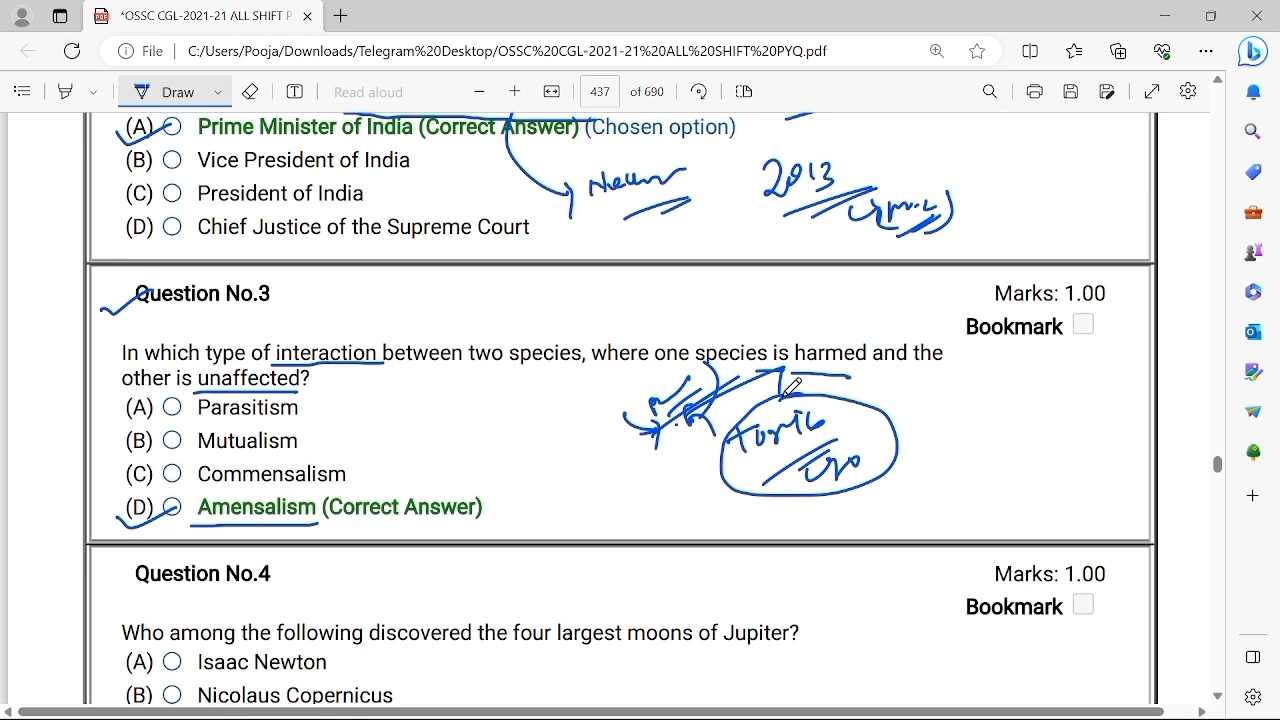 *OSSC CGL-2021-21 ALL SHIFT P
File
C:/Users/Pooja/Downloads/Telegram%20Desktop/OSSC%20CGL-2021-21%20ALL%20SHIFT%20PYQ.pdf
Draw
Read aloud
437 of 690
(A) Prime Minister of India (Correct Answer) (Chosen option)
(B) Vice President of India
(C) President of India
(D) Chief Justice of the Supreme Court
2013
Question No.3
Marks: 1.00
Bookmark
In which type of interaction between two species, where one species is harmed and the
other is unaffected?
(A) Parasitism
(B) Mutualism
(C) Commensalism
(D) Amensalism (Correct Answer)
Question No.4
Marks: 1.00
Bookmark
Who among the following discovered the four largest moons of Jupiter?
(A) Isaac Newton
(B) Nicolaus Copernicus